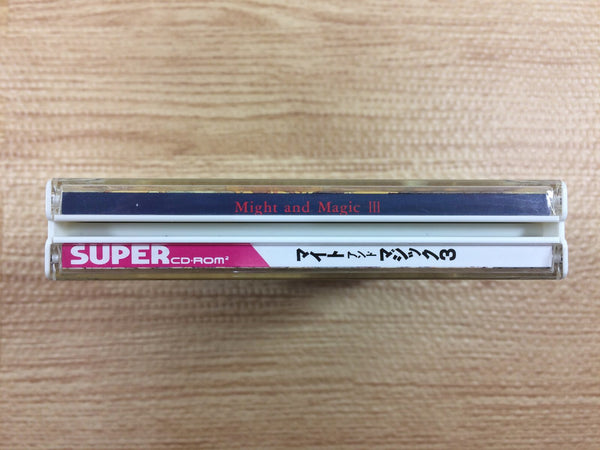 Might and Magic III
SUPER CD-ROM² マイト アンド マジック3